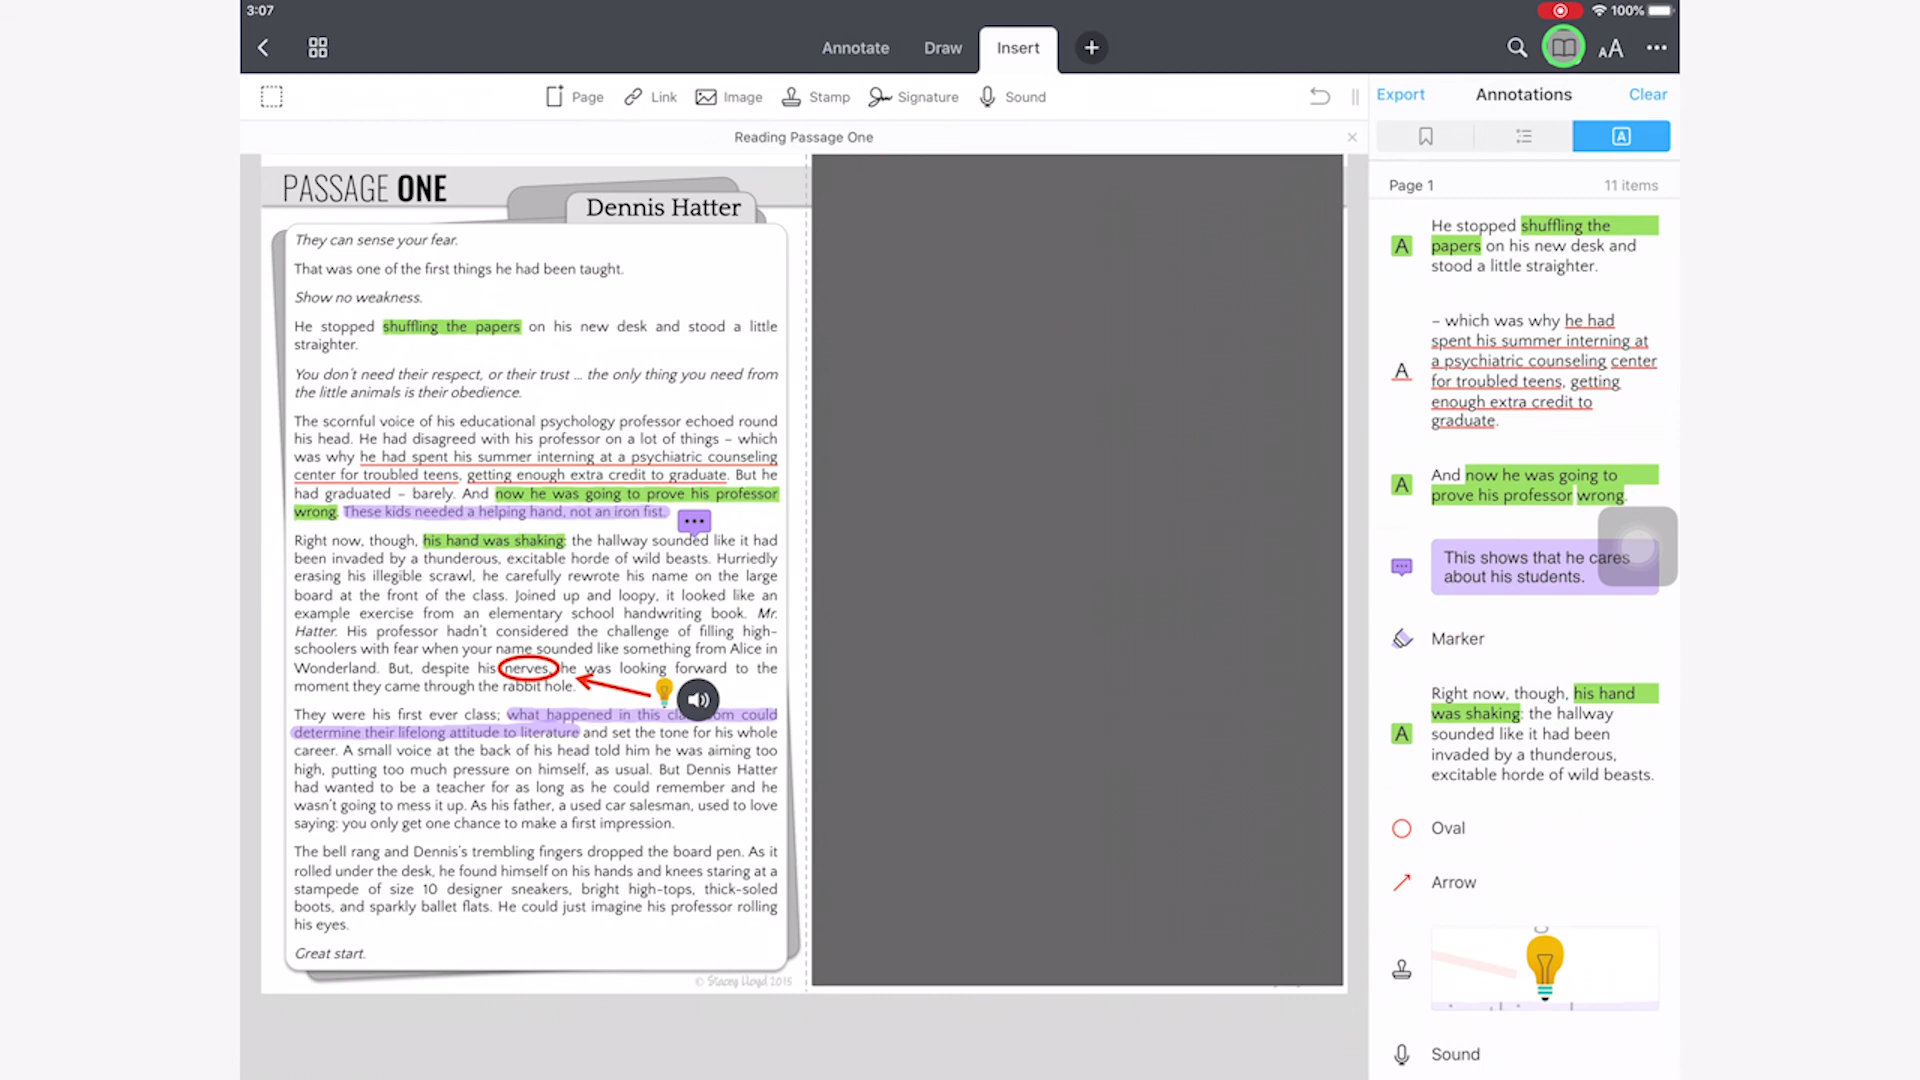 3:07
100%
Annotate Draw Insert
AA
Page Link Image Stamp Signature Sound
Reading Passage One
PASSAGE ONE
Dennis Hatter
They can sense your fear.
That was one of the first things he had been taught.
Show no weakness.
He stopped shuffling the papers on his new desk and stood a little
straighter.
You don't need their respect, or their trust ... the only thing you need from
the little animals is their obedience.
The scornful voice of his educational psychology professor echoed round
his head. He had disagreed with his professor on a lot of things – which
was why he had spent his summer interning at a psychiatric counseling
center for troubled teens, getting enough extra credit to graduate. But he
had graduated – barely. And now he was going to prove his professor
wrong. These kids needed a helping hand, not an iron fist.
Right now, though, his hand was shaking; the hallway sounded like it had
been invaded by a thunderous, excitable horde of wild beasts. Hurriedly
erasing his illegible scrawl, he carefully rewrote his name on the large
board at the front of the class. Joined up and loopy, it looked like an
example exercise from an elementary school handwriting book. Mr.
Hatter. His professor hadn't considered the challenge of filling high-
schoolers with fear when your name sounded like something from Alice in
Wonderland. But, despite his nerves, he was looking forward to the
moment they came through the rabbit hole.
They were his first ever class; what happened in this could
determine their lifelong attitude to literature and set the tone for his whole
career. A small voice at the back of his head told him he was aiming too
high, putting too much pressure on himself, as usual. But Dennis Hatter
had wanted to be a teacher for as long as he could remember and he
wasn't going to mess it up. As his father, a used car salesman, used to love
saying: you only get one chance to make a first impression.
The bell rang and Dennis's trembling fingers dropped the board pen. As it
rolled under the desk, he found himself on his hands and knees staring at a
stampede of size 10 designer sneakers, bright high-tops, thick-soled
boots, and sparkly ballet flats. He could just imagine his professor rolling
his eyes.
Great start.
© Stacey Lloyd 2015
Export Annotations Clear
A
Page 1 11 items
A
He stopped shuffling the
papers on his new desk and
stood a little straighter.
A
– which was why he had
spent his summer interning at
a psychiatric counseling center
for troubled teens, getting
enough extra credit to
graduate.
A
And now he was going to
prove his professor wrong.
This shows that he cares
about his students.
Marker
A
Right now, though, his hand
was shaking; the hallway
sounded like it had been
invaded by a thunderous,
excitable horde of wild beasts.
Oval
Arrow
Sound